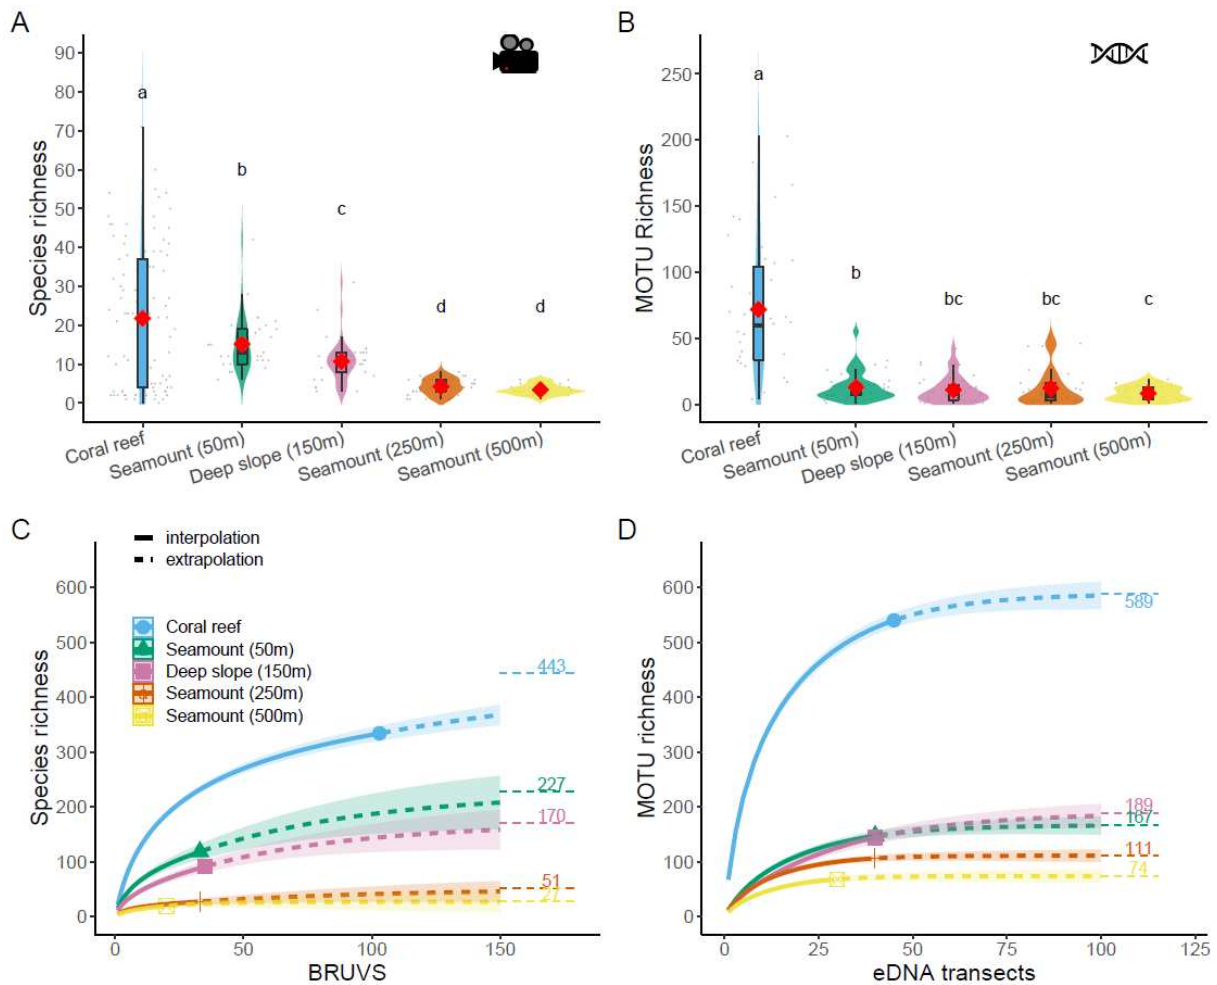 A
Species richness
90
80
70
60
50
40
30
20
10
0
a
b
c
d
d
Coral reef
Seamount (50m)
Deep slope (150m)
Seamount (250m)
Seamount (500m)
B
MOTU Richness
250
200
150
100
50
0
a
b
bc
bc
c
Coral reef
Seamount (50m)
Deep slope (150m)
Seamount (250m)
Seamount (500m)
C
interpolation
extrapolation
Coral reef
Seamount (50m)
Deep slope (150m)
Seamount (250m)
Seamount (500m)
Species richness
600
500
400
300
200
100
0
443
227
170
51
27
0
50
100
150
BRUVS
D
MOTU richness
600
500
400
300
200
100
0
589
189
167
111
74
0
25
50
75
100
125
eDNA transects